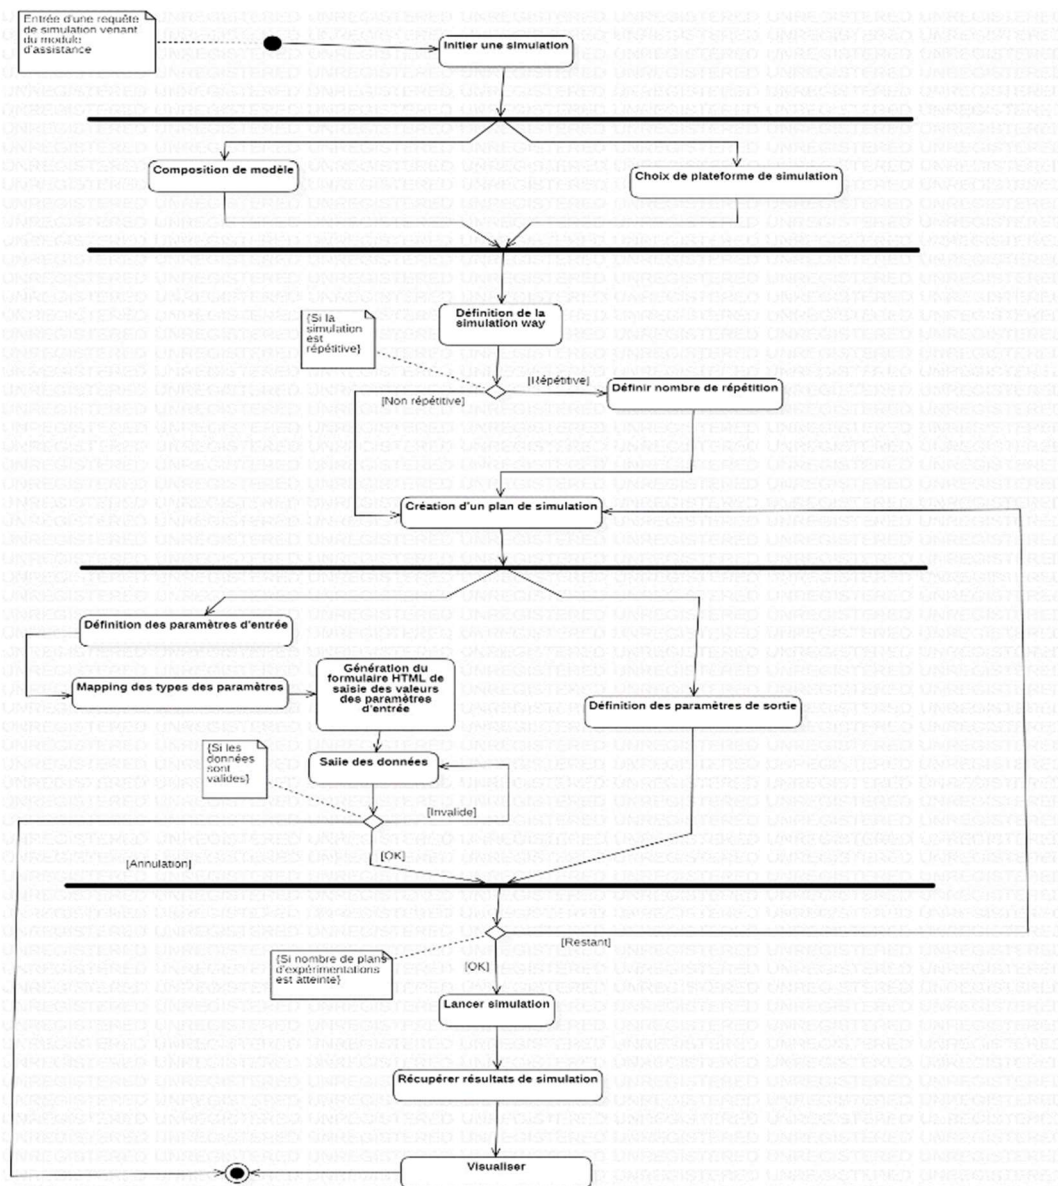 Entrée d'une requête
de simulation venant
du module
d'assistance
Initier une simulation
Composition de modèle
Choix de plateforme de simulation
Définition de la
simulation way
{Si la
simulation
est
répétitive}
[Répétitive]
Définir nombre de répétition
[Non répétitive]
Création d'un plan de simulation
Définition des paramètres d'entrée
Mapping des types des paramètres
Génération du
formulaire HTML de
saisie des valeurs
des paramètres
d'entrée
Définition des paramètres de sortie
{Si les
données
sont
valides}
Saiie des données
[Invalide]
[OK]
[Annulation]
[Restant]
{Si nombre de plans
d'expérimentations
est atteinte}
[OK]
Lancer simulation
Récupérer résultats de simulation
Visualiser